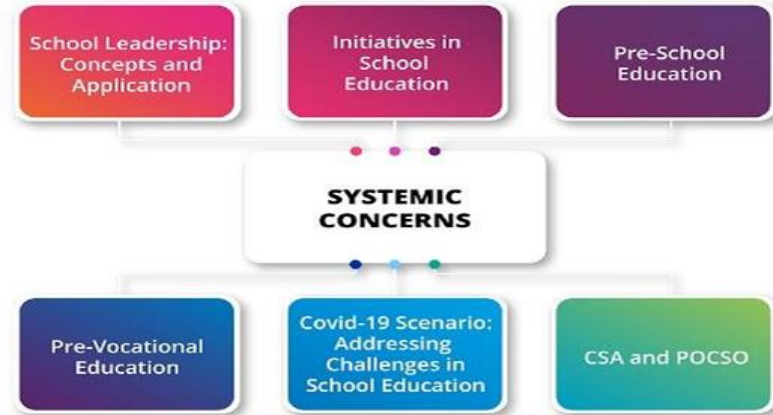 School Leadership:
Concepts and
Application
Initiatives in
School
Education
Pre-School
Education
SYSTEMIC
CONCERNS
Pre-Vocational
Education
Covid-19 Scenario:
Addressing
Challenges in
School Education
CSA and POCSO